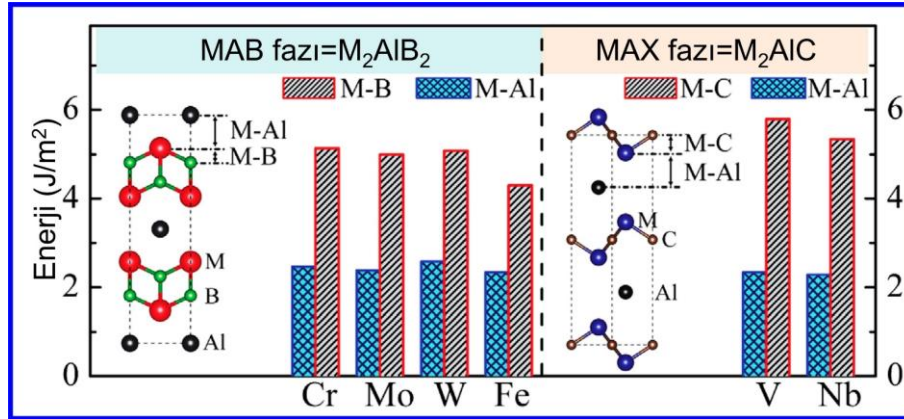 MAB fazı=M₂AlB₂
MAX fazı=M₂AlC
M-B
M-Al
M-C
M-Al
Enerji (J/m²)
6
4
2
0
M-Al
M-B
M
B
Al
M-C
M-Al
M
C
Al
6
4
2
0
Cr
Mo
W
Fe
V
Nb